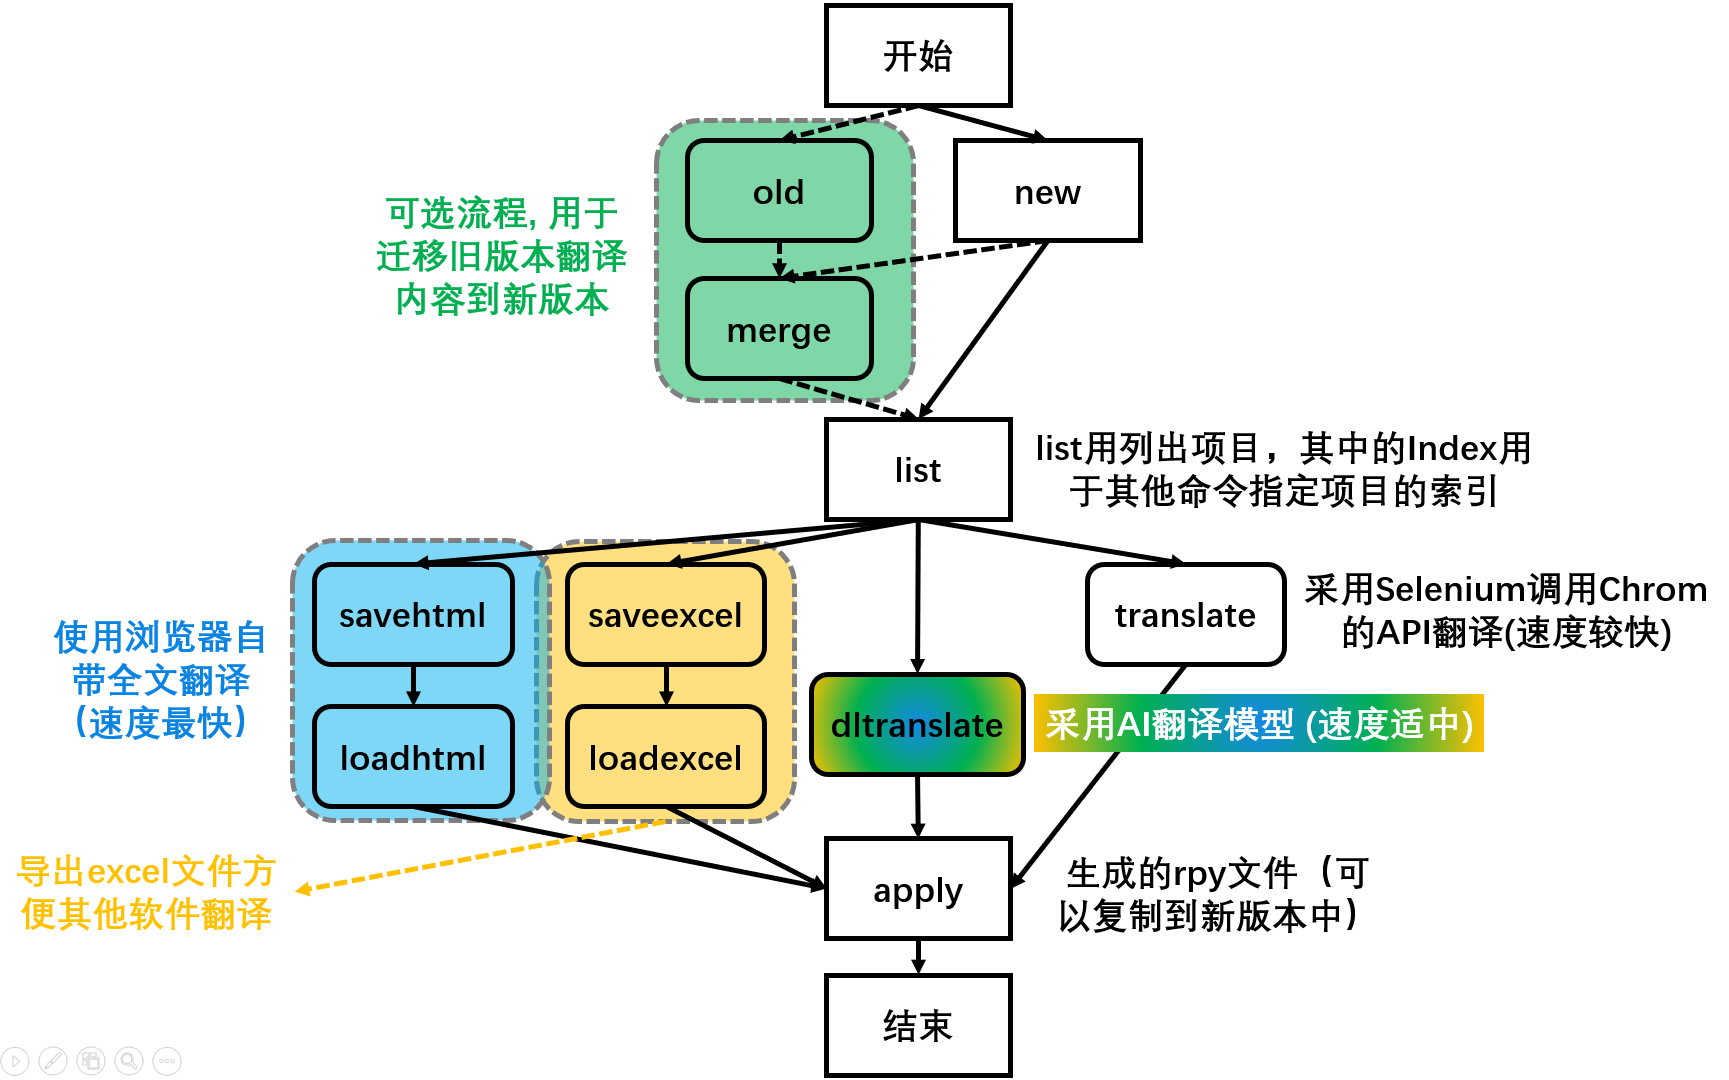 开始
old
new
可选流程, 用于
迁移旧版本翻译
内容到新版本
merge
list
list用列出项目，其中的Index用
于其他命令指定项目的索引
savehtml
saveexcel
translate
采用Selenium调用Chrom
的API翻译(速度较快)
使用浏览器自
带全文翻译
（速度最快）
loadhtml
loadexcel
dltranslate
采用AI翻译模型 (速度适中)
导出excel文件方
便其他软件翻译
apply
生成的rpy文件（可
以复制到新版本中）
结束